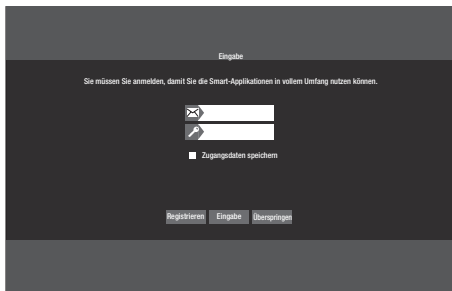 Eingabe
Sie müssen Sie anmelden, damit Sie die Smart-Applikationen in vollem Umfang nutzen können.
Zugangsdaten speichern
Registrieren Eingabe Überspringen